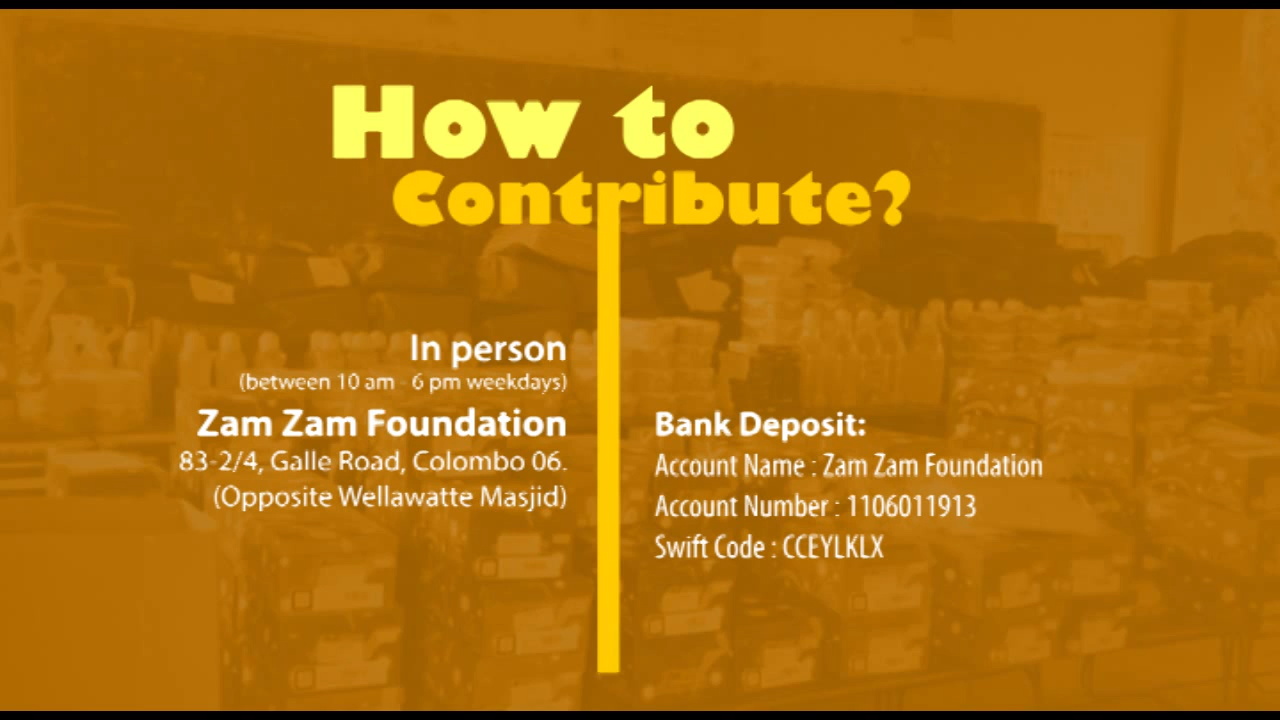 How to
Contribute?
In person
(between 10 am - 6 pm weekdays)
Zam Zam Foundation
83-2/4, Galle Road, Colombo 06.
(Opposite Wellawatte Masjid)
Bank Deposit:
Account Name : Zam Zam Foundation
Account Number : 1106011913
Swift Code : CCEYLKLX